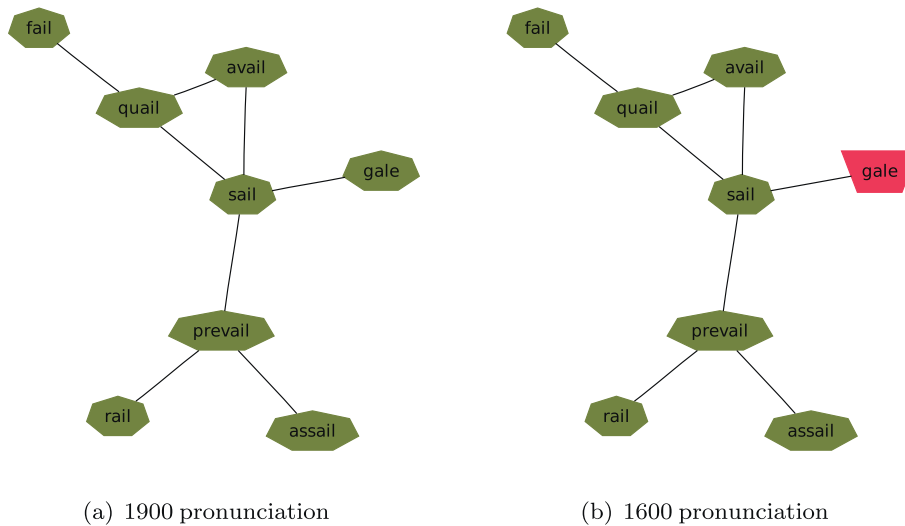 fail
avail
quail
gale
sail
prevail
rail
assail
(a) 1900 pronunciation
fail
avail
quail
gale
sail
prevail
rail
assail
(b) 1600 pronunciation